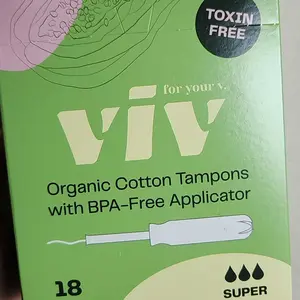 TOXIN
FREE
for your v.
viv
Organic Cotton Tampons
with BPA-Free Applicator
18
SUPER